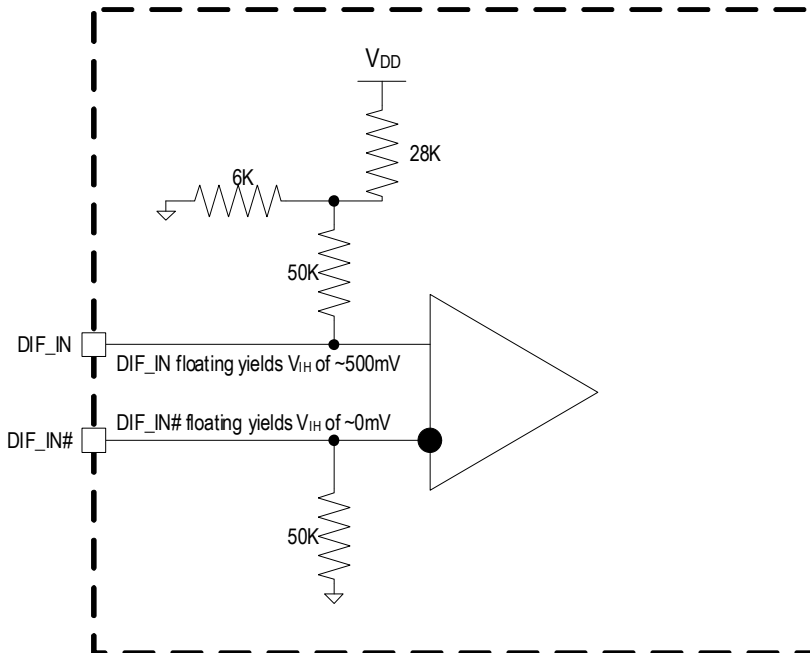 VDD
28K
6K
50K
DIF_IN
DIF_IN floating yields VIH of ~500mV
DIF_IN# floating yields VIH of ~0mV
DIF_IN#
50K